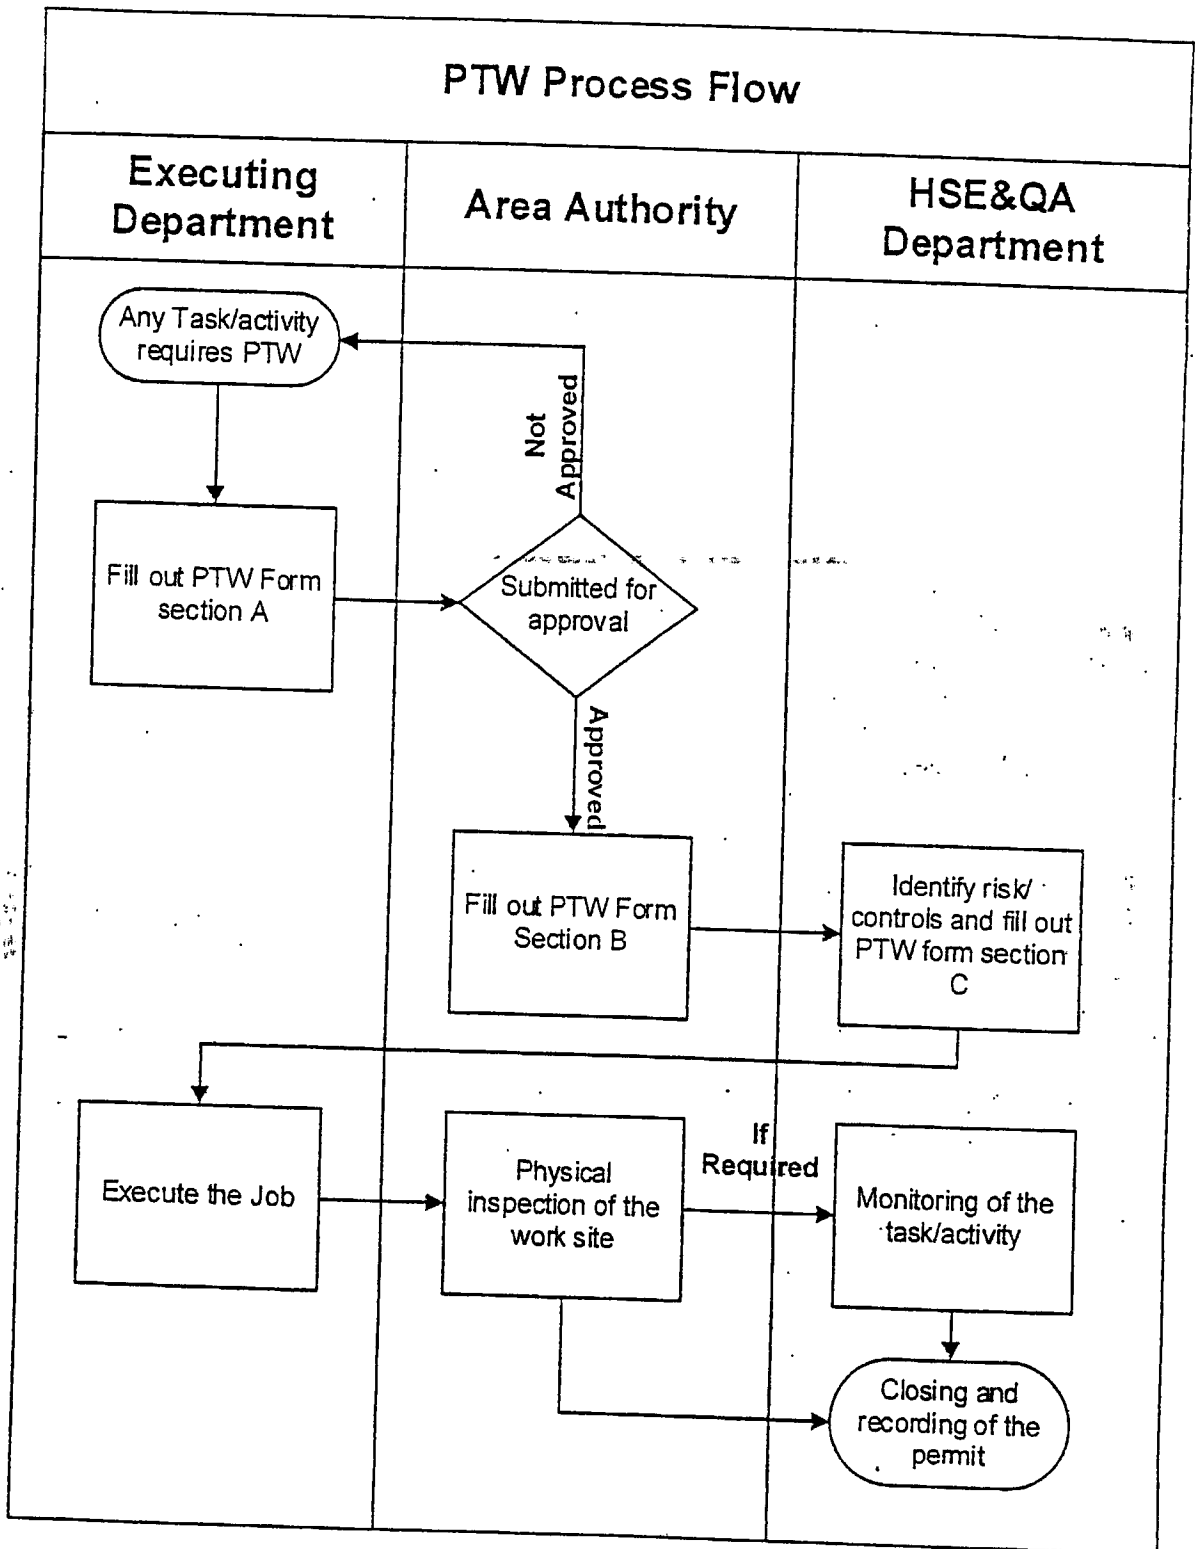 PTW Process Flow
Executing
Department
Area Authority
HSE&QA
Department
Any Task/activity
requires PTW
Not
Approved
Fill out PTW Form
section A
Submitted for
approval
Approved
Fill out PTW Form
Section B
Identify risk/
controls and fill out
PTW form section
C
Execute the Job
Physical
inspection of the
work site
If
Required
Monitoring of the
task/activity
Closing and
recording of the
permit